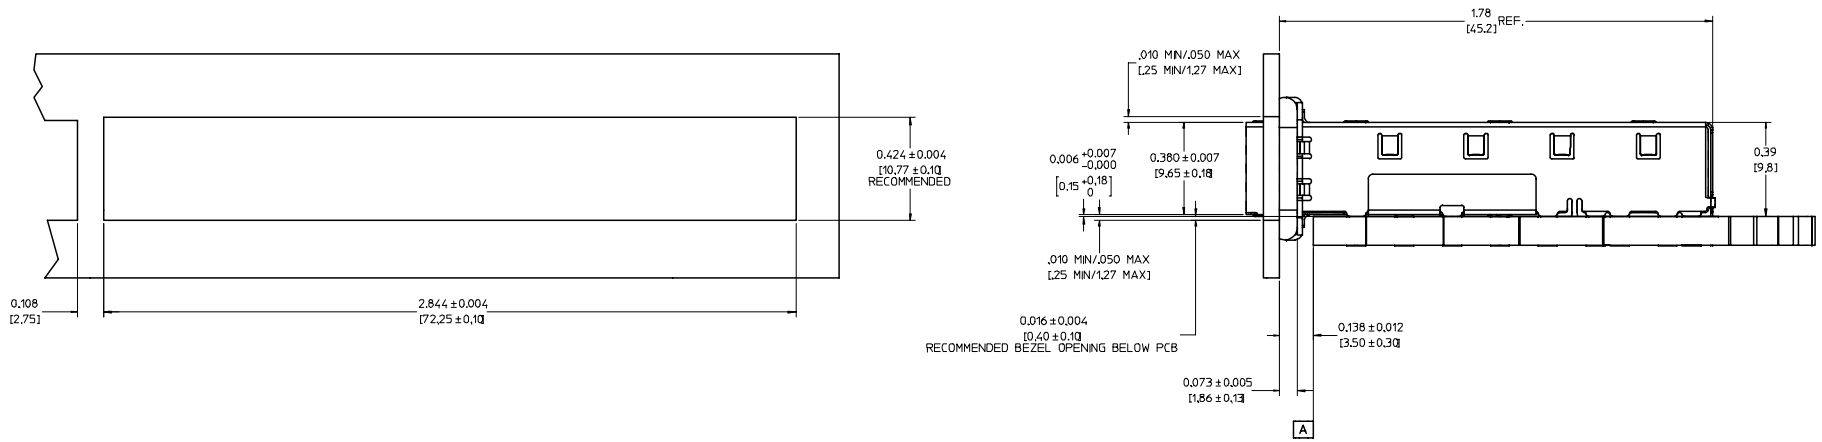 1.78 REF.
[45.2]
.010 MIN/.050 MAX
[.25 MIN/1.27 MAX]
0.424 ±0.004
[10.77 ±0.10]
RECOMMENDED
0.006 +0.007 -0.000
[0.15 +0.18 0]
0.380 ±0.007
[9.65 ±0.18]
0.39
[9.8]
.010 MIN/.050 MAX
[.25 MIN/1.27 MAX]
0.108
[2.75]
2.844 ±0.004
[72.25 ±0.10]
0.016 ±0.004
[0.40 ±0.10]
RECOMMENDED BEZEL OPENING BELOW PCB
0.138 ±0.012
[3.50 ±0.30]
0.073 ±0.005
[1.86 ±0.13]
A